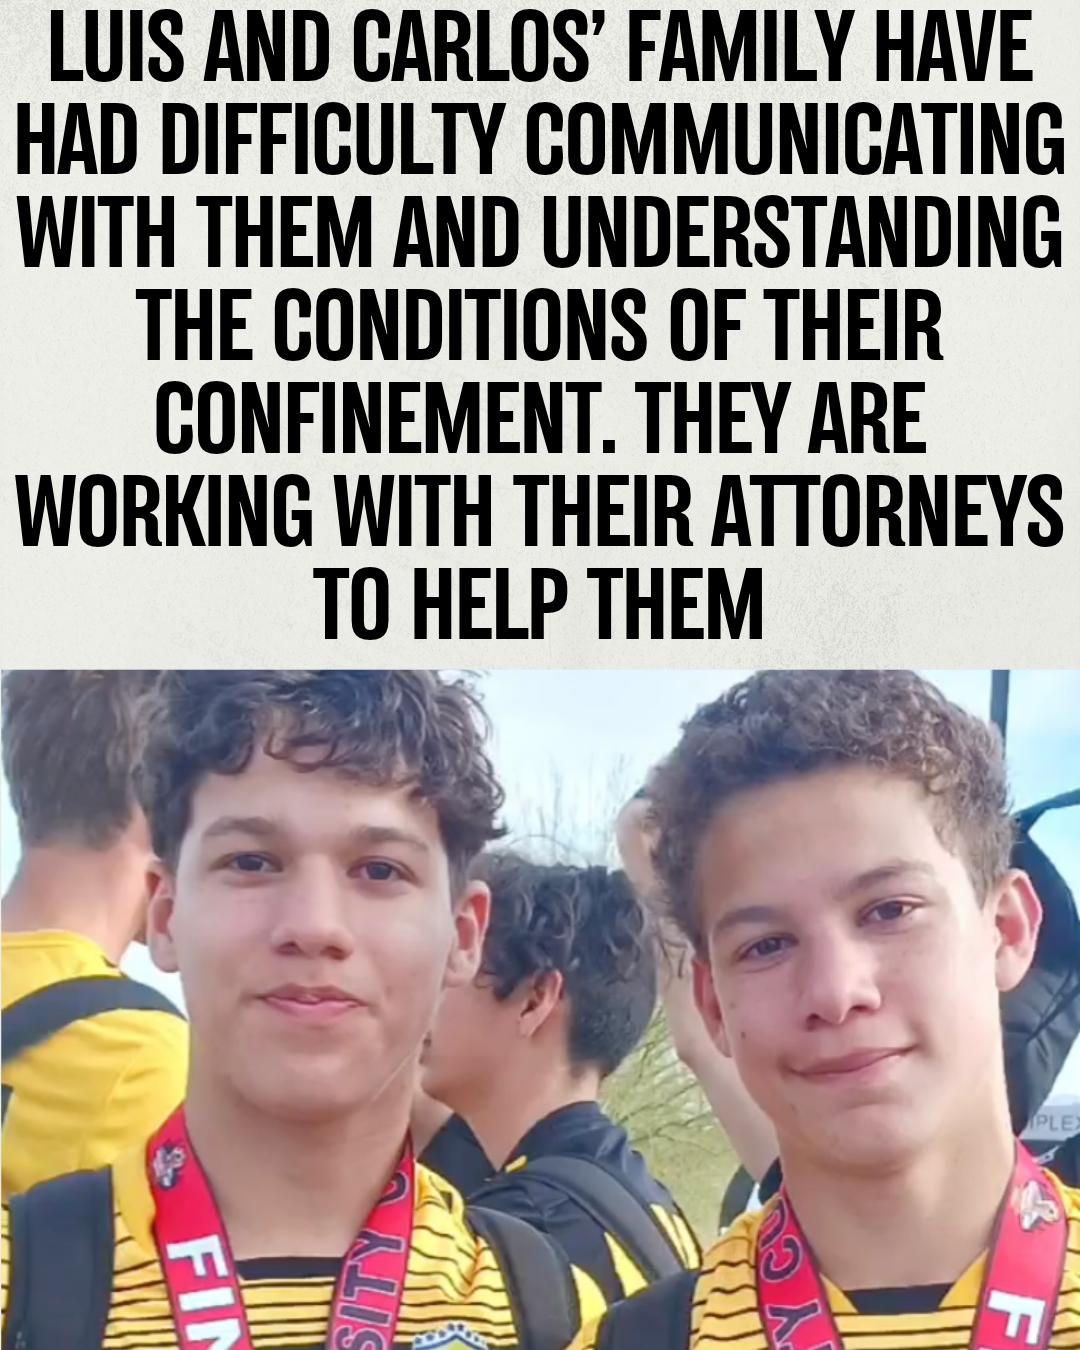 LUIS AND CARLOS’ FAMILY HAVE
HAD DIFFICULTY COMMUNICATING
WITH THEM AND UNDERSTANDING
THE CONDITIONS OF THEIR
CONFINEMENT. THEY ARE
WORKING WITH THEIR ATTORNEYS
TO HELP THEM